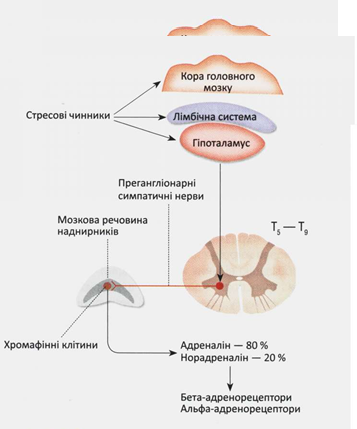 Кора головного
мозку
Стресові чинники
Лімбічна система
Гіпоталамус
Прегангліонарні
симпатичні нерви
Мозкова речовина
наднирників
T5 — T9
Хромафінні клітини
Адреналін — 80 %
Норадреналін — 20 %
Бета-адренорецептори
Альфа-адренорецептори